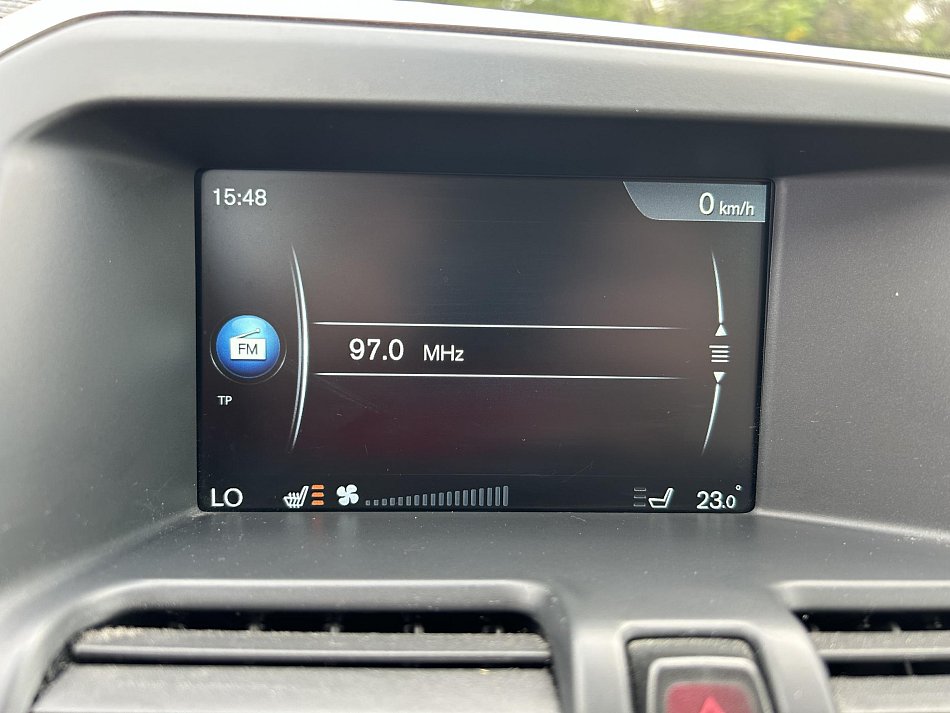 15:48
0 km/h
FM
97.0 MHz
TP
LO
23.0°